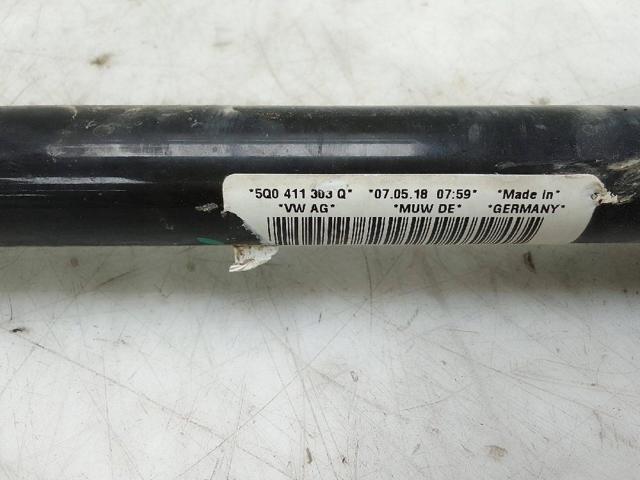 *5Q0 411 303 Q* *07.05.18 07:59* *Made in*
*VW AG* *MUW DE* *GERMANY*